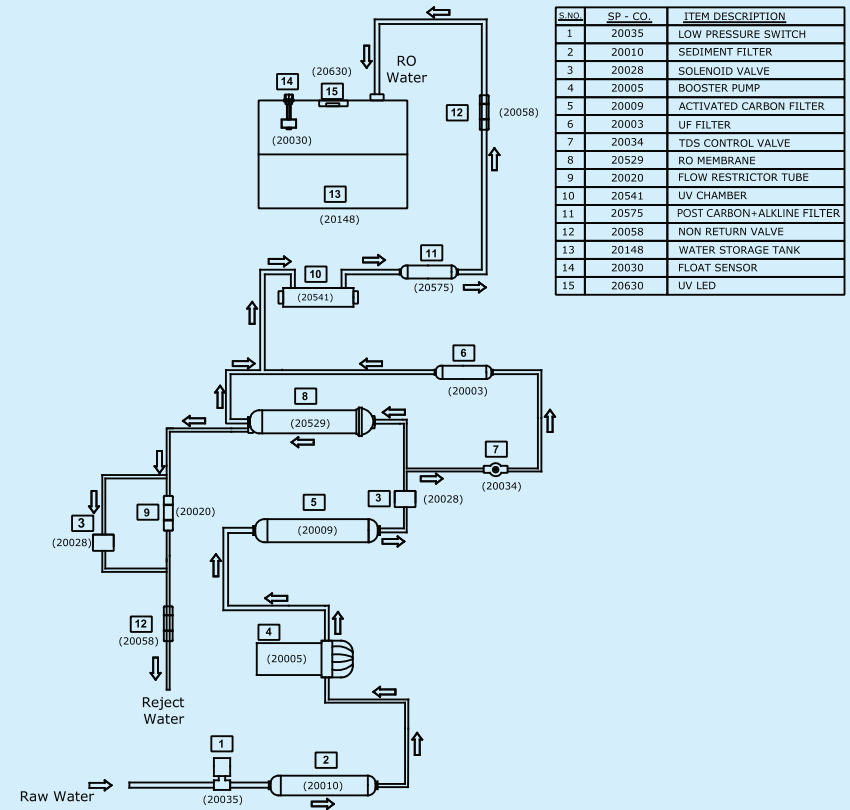 S.NO. SP - CO. ITEM DESCRIPTION
1 20035 LOW PRESSURE SWITCH
2 20010 SEDIMENT FILTER
3 20028 SOLENOID VALVE
4 20005 BOOSTER PUMP
5 20009 ACTIVATED CARBON FILTER
6 20003 UF FILTER
7 20034 TDS CONTROL VALVE
8 20529 RO MEMBRANE
9 20020 FLOW RESTRICTOR TUBE
10 20541 UV CHAMBER
11 20575 POST CARBON+ALKLINE FILTER
12 20058 NON RETURN VALVE
13 20148 WATER STORAGE TANK
14 20030 FLOAT SENSOR
15 20630 UV LED
RO
Water
(20630)
14
15
12
(20058)
(20030)
13
(20148)
11
10
(20575)
(20541)
6
(20003)
8
(20529)
7
(20034)
3
(20028)
5
(20009)
9
(20020)
3
(20028)
12
(20058)
4
(20005)
Reject
Water
1
2
(20010)
Raw Water
(20035)